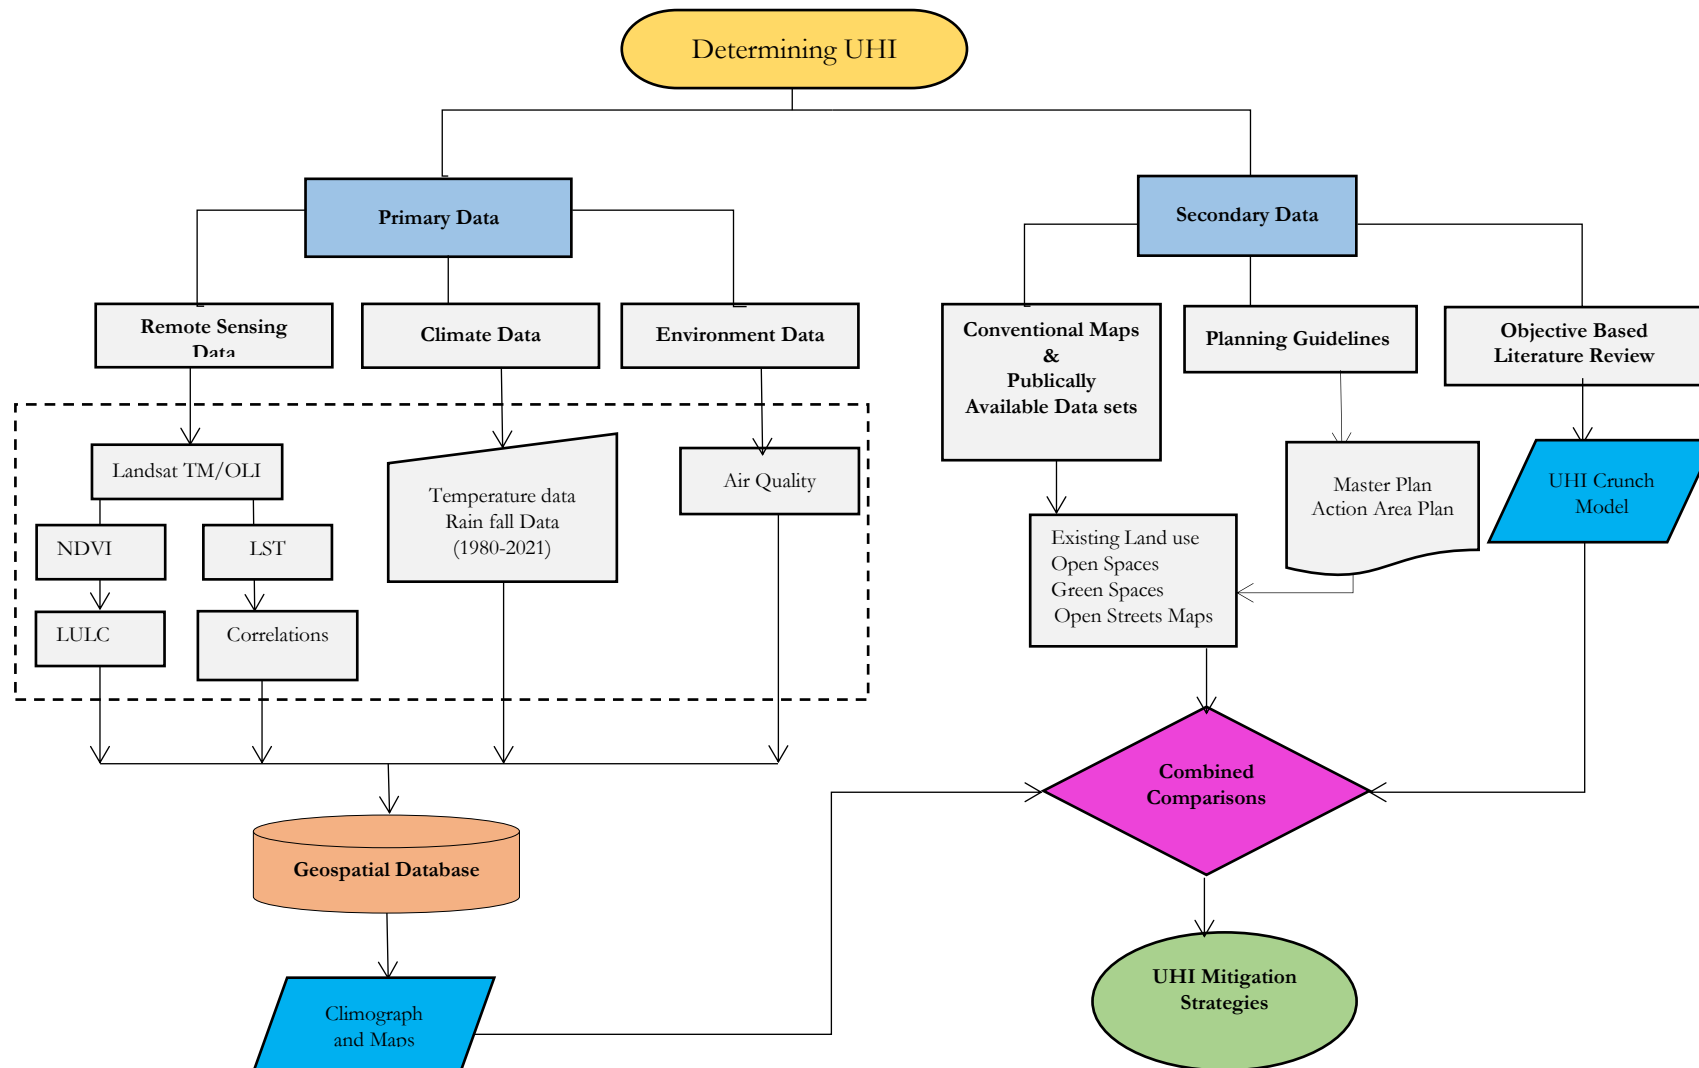 Determining UHI
Primary Data
Secondary Data
Remote Sensing
Data
Climate Data
Environment Data
Conventional Maps
&
Publically
Available Data sets
Planning Guidelines
Objective Based
Literature Review
Landsat TM/OLI
Temperature data
Rain fall Data
(1980-2021)
Air Quality
Master Plan
Action Area Plan
UHI Crunch
Model
NDVI
LST
Existing Land use
Open Spaces
Green Spaces
Open Streets Maps
LULC
Correlations
Combined
Comparisons
Geospatial Database
UHI Mitigation
Strategies
Climograph
and Maps